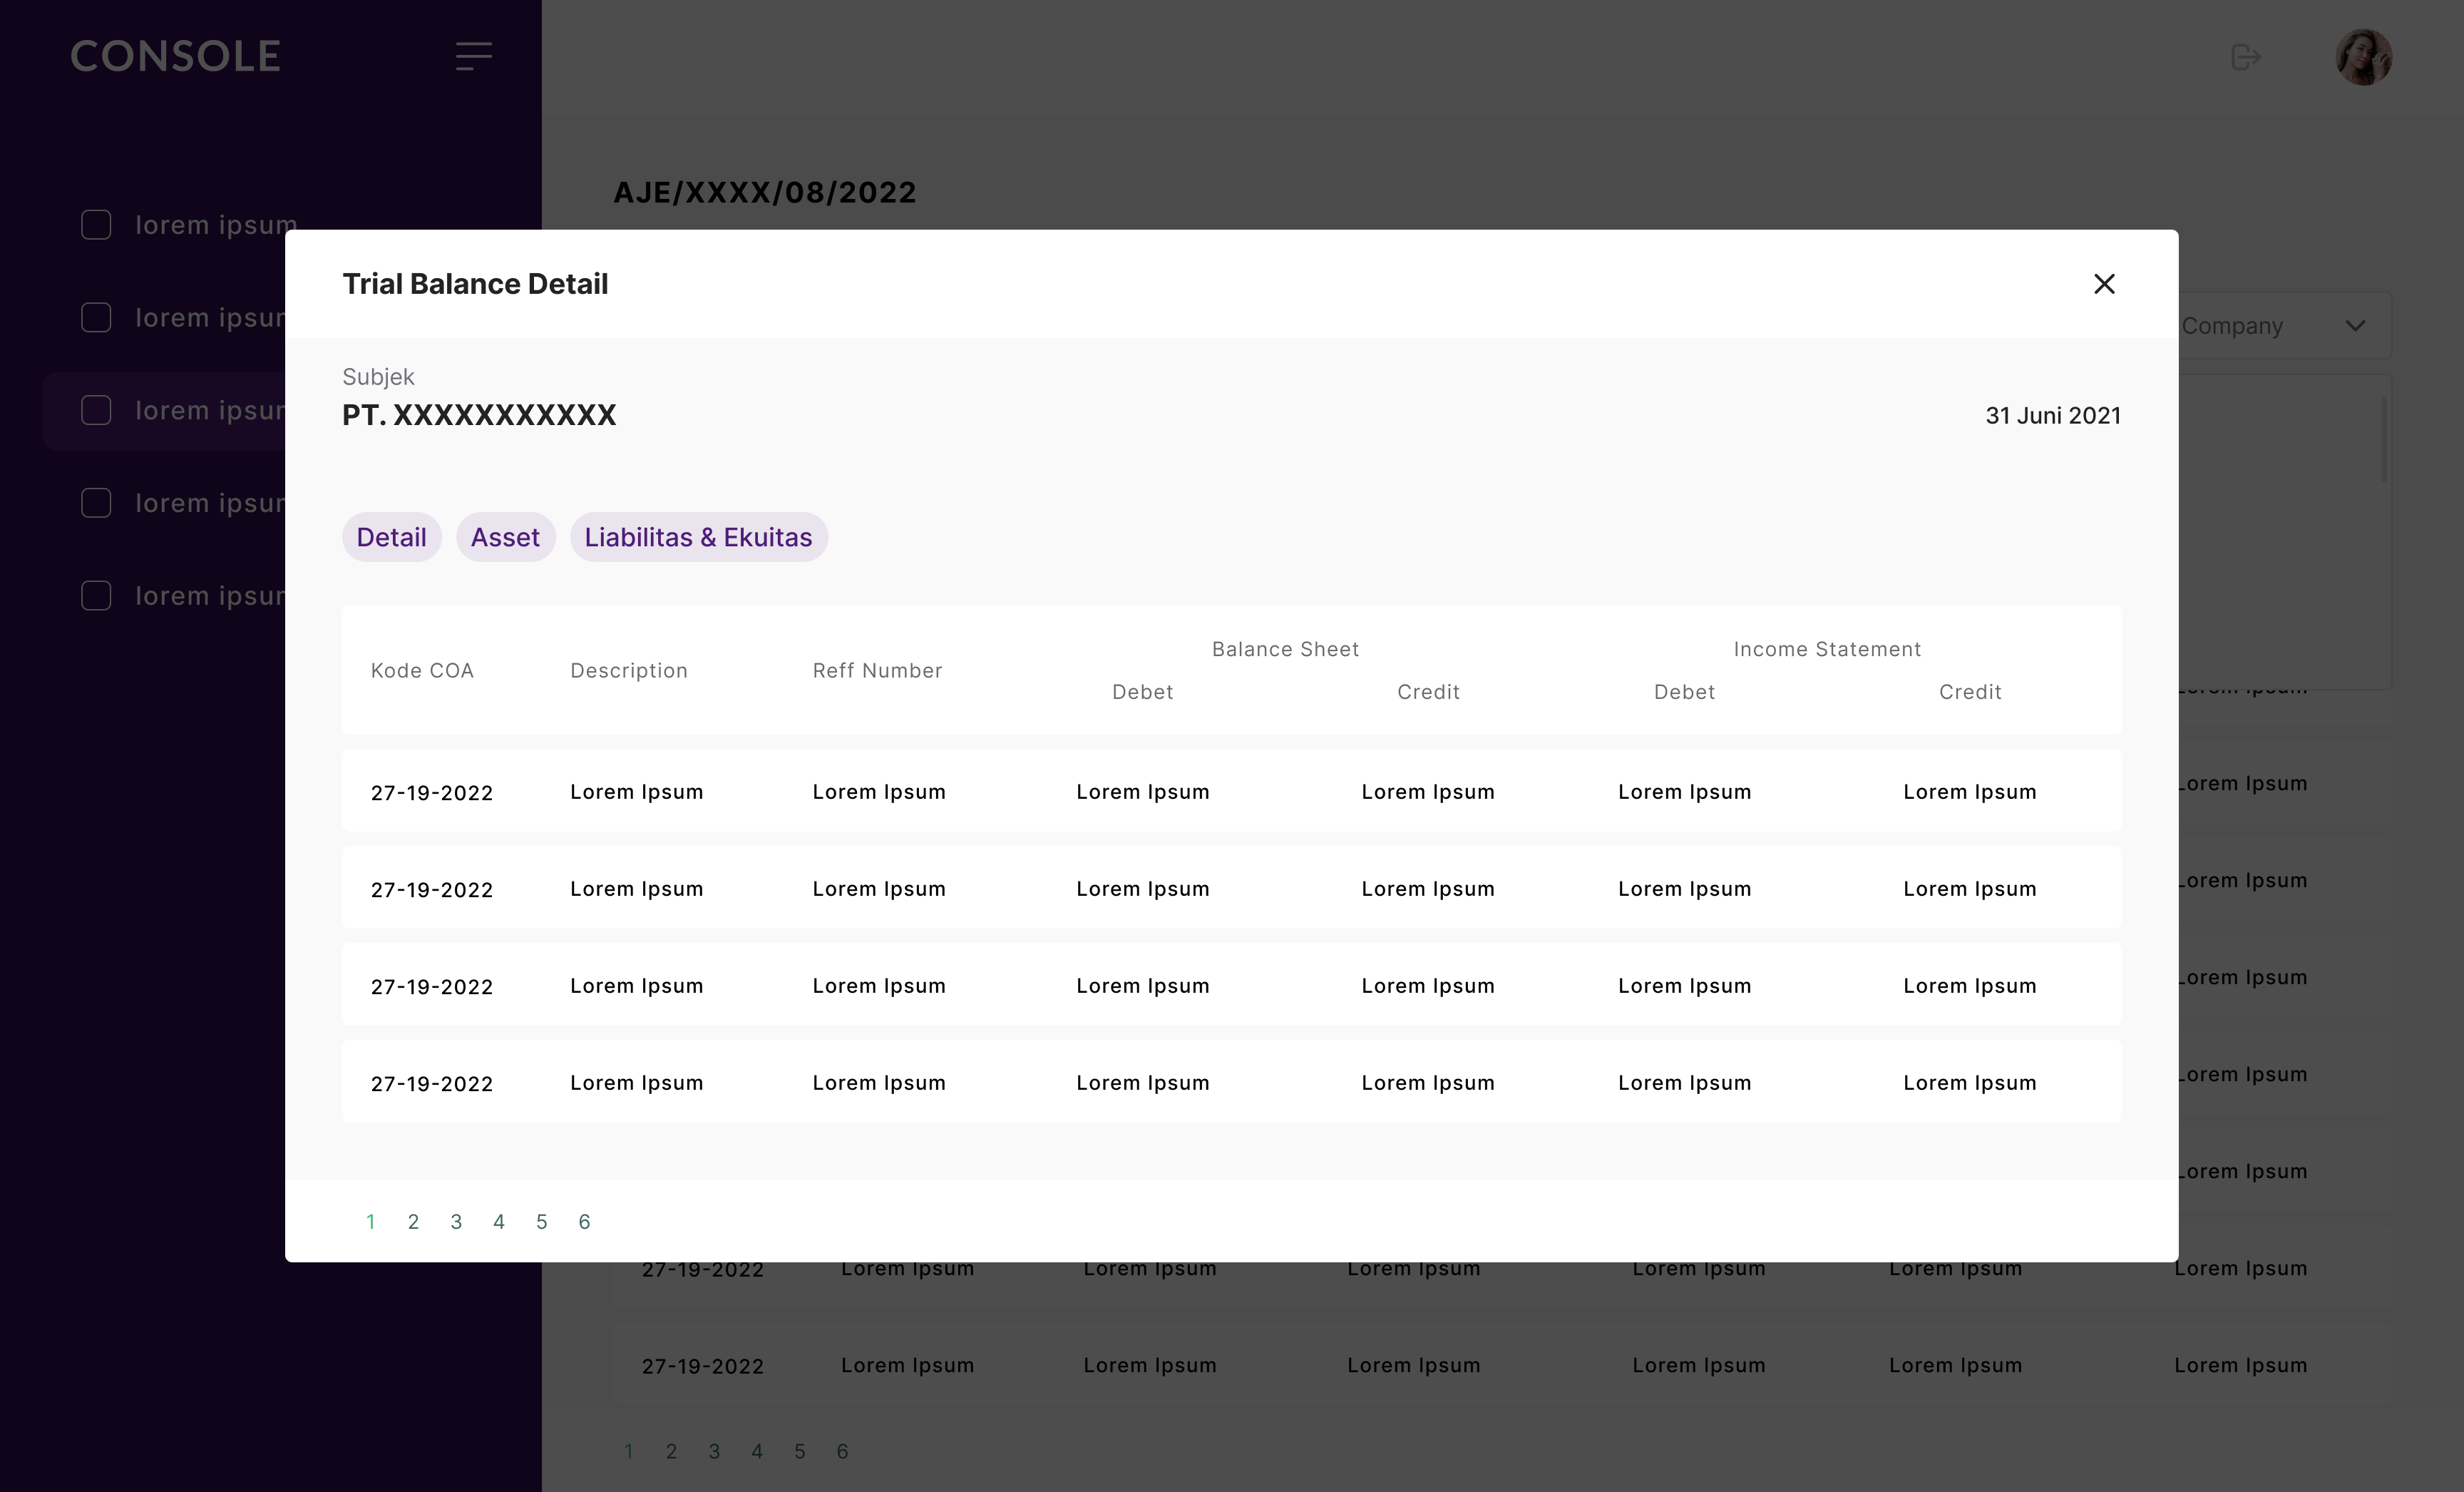 CONSOLE
AJE/XXXX/08/2022
lorem ipsum
lorem
lorem
lorem
lorem
Company
Trial Balance Detail
Subjek
PT. XXXXXXXXXXX
31 Juni 2021
Detail Asset Liabilitas & Ekuitas
Kode COA Description Reff Number Balance Sheet Income Statement
Debet Credit Debet Credit
27-19-2022 Lorem Ipsum Lorem Ipsum Lorem Ipsum Lorem Ipsum Lorem Ipsum Lorem Ipsum
27-19-2022 Lorem Ipsum Lorem Ipsum Lorem Ipsum Lorem Ipsum Lorem Ipsum Lorem Ipsum
27-19-2022 Lorem Ipsum Lorem Ipsum Lorem Ipsum Lorem Ipsum Lorem Ipsum Lorem Ipsum
27-19-2022 Lorem Ipsum Lorem Ipsum Lorem Ipsum Lorem Ipsum Lorem Ipsum Lorem Ipsum
1 2 3 4 5 6
Lorem Ipsum
Lorem Ipsum
Lorem Ipsum
Lorem Ipsum
Lorem Ipsum
27-19-2022 Lorem Ipsum Lorem Ipsum Lorem Ipsum Lorem Ipsum Lorem Ipsum Lorem Ipsum
27-19-2022 Lorem Ipsum Lorem Ipsum Lorem Ipsum Lorem Ipsum Lorem Ipsum Lorem Ipsum
1 2 3 4 5 6